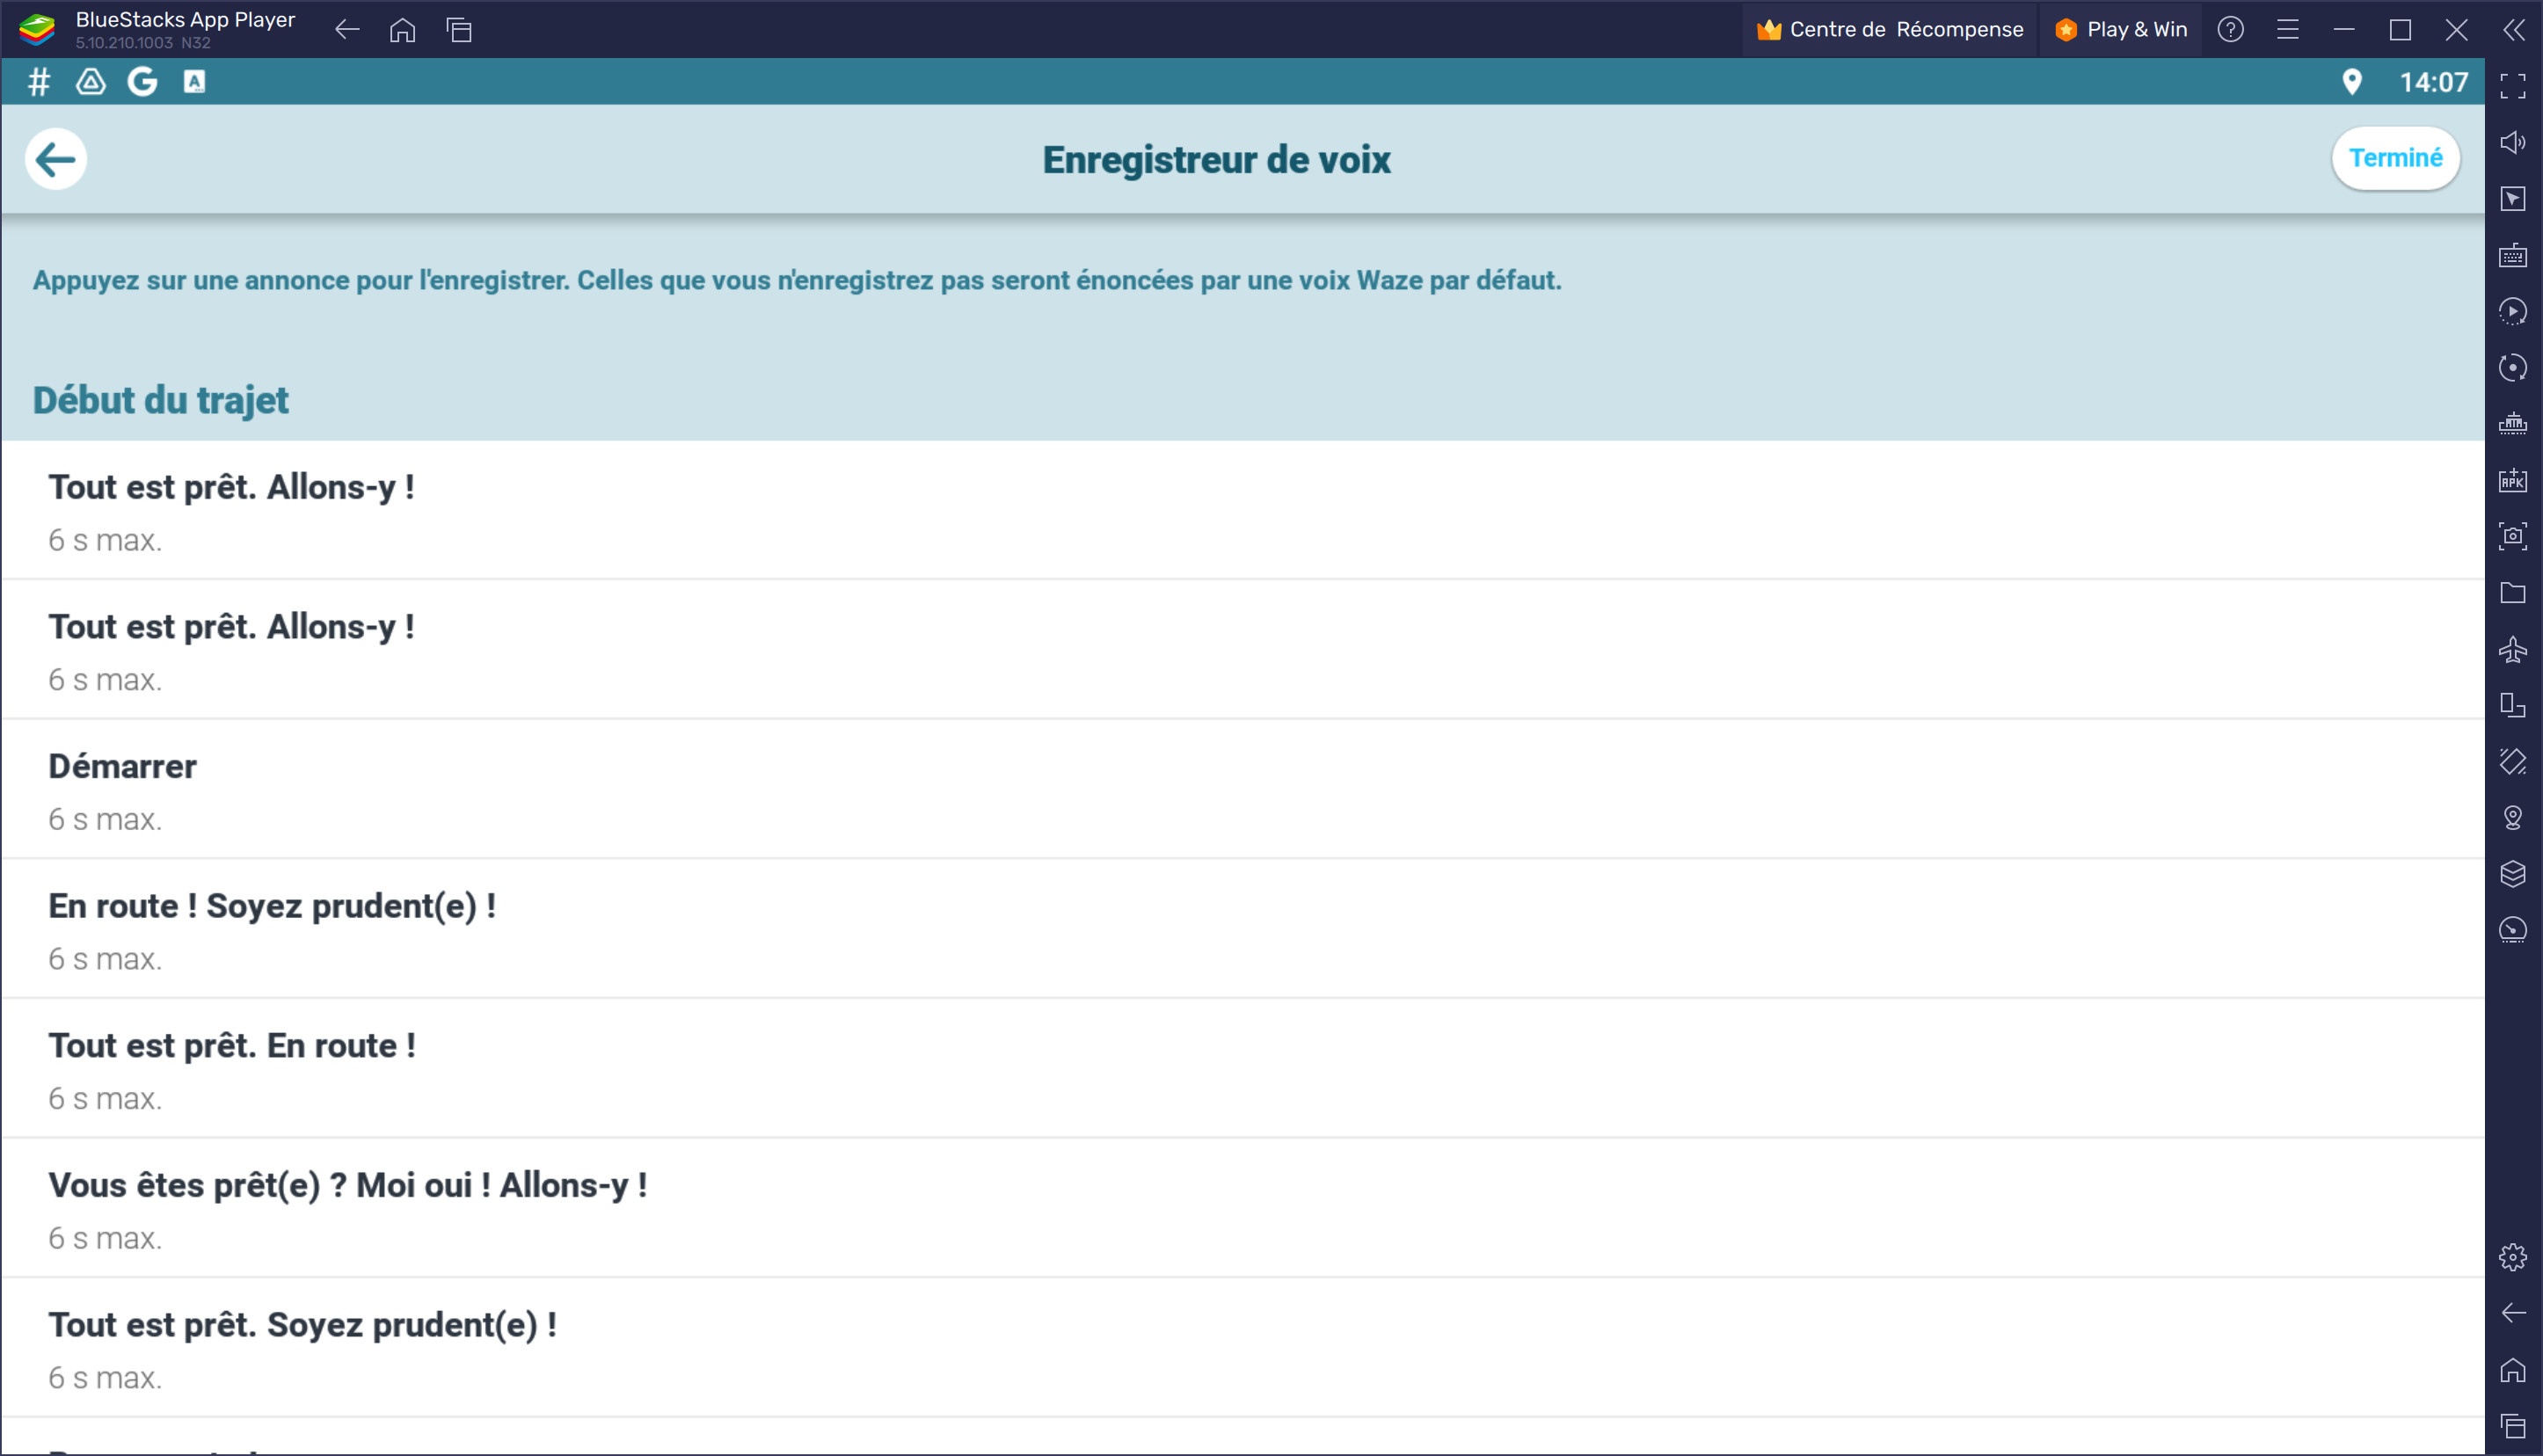 BlueStacks App Player
5.10.210.1003 N32
Centre de Récompense
Play & Win
14:07
Enregistreur de voix
Terminé
Appuyez sur une annonce pour l'enregistrer. Celles que vous n'enregistrez pas seront énoncées par une voix Waze par défaut.
Début du trajet
Tout est prêt. Allons-y !
6 s max.
Tout est prêt. Allons-y !
6 s max.
Démarrer
6 s max.
En route ! Soyez prudent(e) !
6 s max.
Tout est prêt. En route !
6 s max.
Vous êtes prêt(e) ? Moi oui ! Allons-y !
6 s max.
Tout est prêt. Soyez prudent(e) !
6 s max.